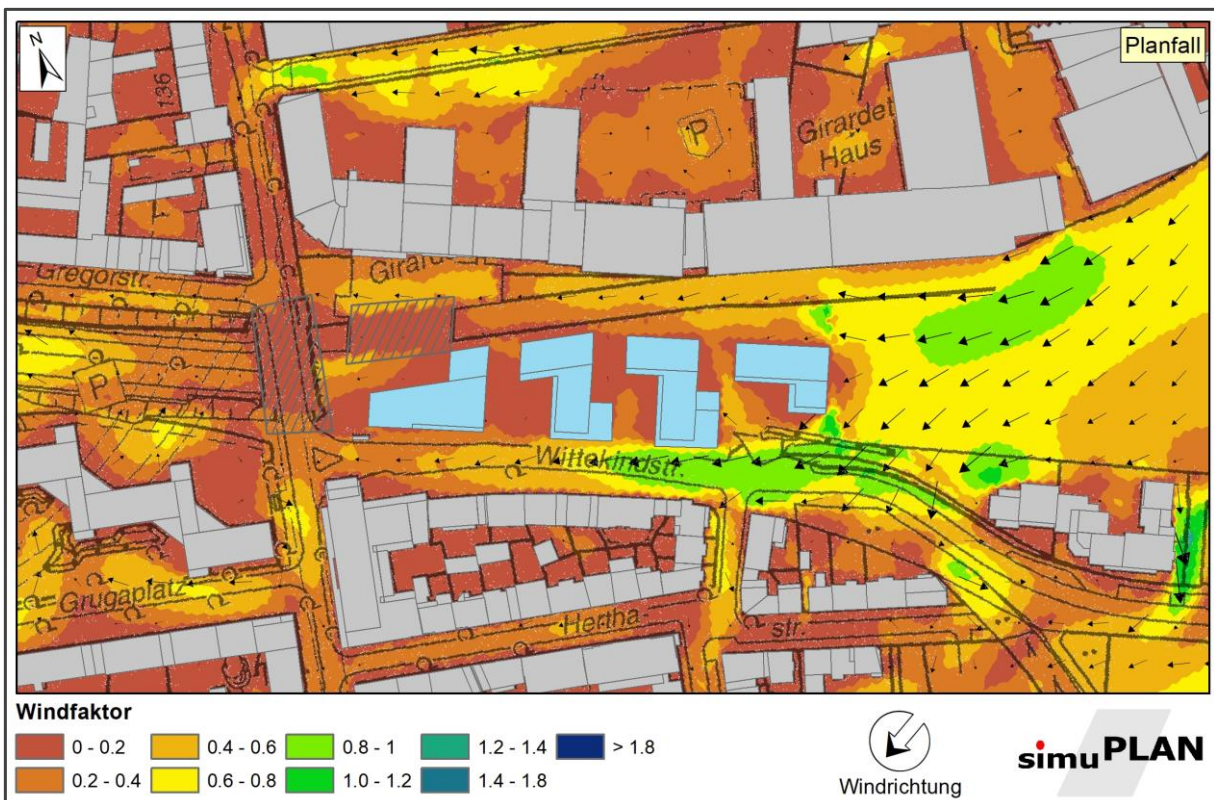 N
Planfall
136
P
Girardet
Haus
Gregorstr.
Girarde
P
Wittekindstr.
Grugaplatz
Hertha
str.
Windfaktor
0 - 0.2
0.4 - 0.6
0.8 - 1
1.2 - 1.4
> 1.8
0.2 - 0.4
0.6 - 0.8
1.0 - 1.2
1.4 - 1.8
Windrichtung
simuPLAN